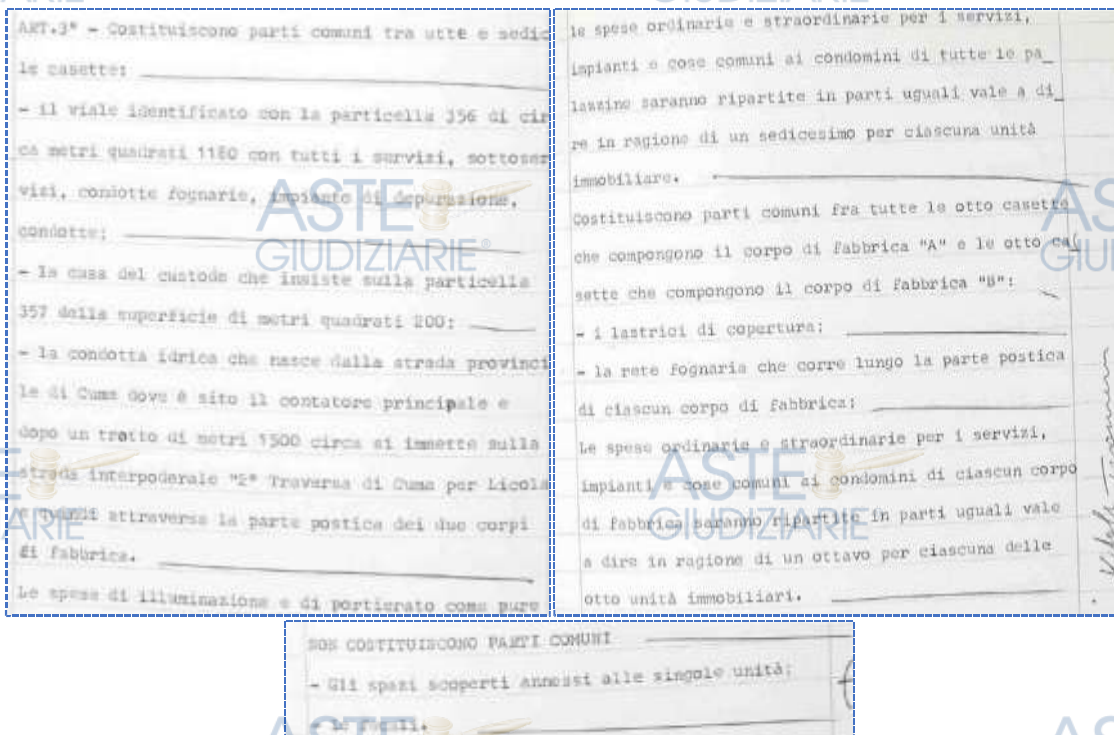 ART.3° - Costituiscono parti comuni tra utte e sedic
le casette:
- il viale identificato con la particella 356 di cir
ca metri quadrati 1180 con tutti i servizi, sottoser
vizi, condotte fognarie, impianto di depurazione,
condotte;
- la casa del custode che insiste sulla particella
357 della superficie di metri quadrati 200;
- la condotta idrica che nasce dalla strada provinci
le di Cuma dove è sito il contatore principale e
dopo un tratto di metri 1500 circa si immette sulla
strada interpoderale "2ª Traversa di Cuma per Licola
e quindi attraversa la parte postica dei due corpi
di fabbrica.
Le spese di illuminazione e di portierato come pure
le spese ordinarie e straordinarie per i servizi,
impianti e cose comuni ai condomini di tutte le pa_
lazzine saranno ripartite in parti uguali vale a di_
re in ragione di un sedicesimo per ciascuna unità
immobiliare.
Costituiscono parti comuni fra tutte le otto casette
che compongono il corpo di fabbrica "A" e le otto ca
sette che compongono il corpo di fabbrica "B":
- i lastrici di copertura;
- la rete fognaria che corre lungo la parte postica
di ciascun corpo di fabbrica;
Le spese ordinarie e straordinarie per i servizi,
impianti e cose comuni ai condomini di ciascun corpo
di fabbrica saranno ripartite in parti uguali vale
a dire in ragione di un ottavo per ciascuna delle
otto unità immobiliari.
NON COSTITUISCONO PARTI COMUNI
- Gli spazi scoperti annessi alle singole unità;
- le
ASTE
GIUDIZIARIE®